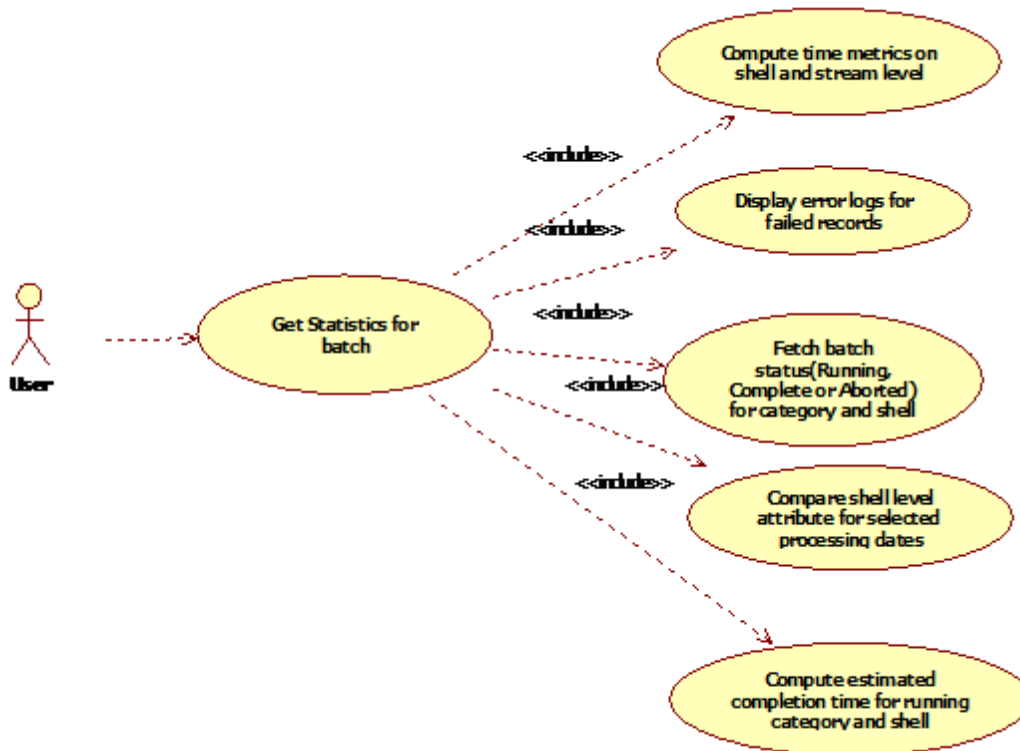 Compute time metrics on
shell and stream level
<<include>>
Display error logs for
failed records
<<include>>
<<include>>
Get Statistics for
batch
User
Fetch batch
status(Running,
Complete or Aborted)
for category and shell
<<include>>
<<include>>
Compare shell level
attribute for selected
processing dates
Compute estimated
completion time for running
category and shell